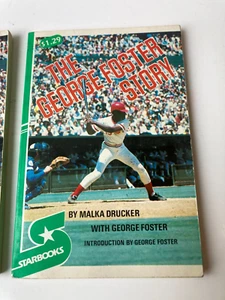 $1.29
THE
GEORGE FOSTER
STORY
BY MALKA DRUCKER
WITH GEORGE FOSTER
INTRODUCTION BY GEORGE FOSTER
STARBOOKS